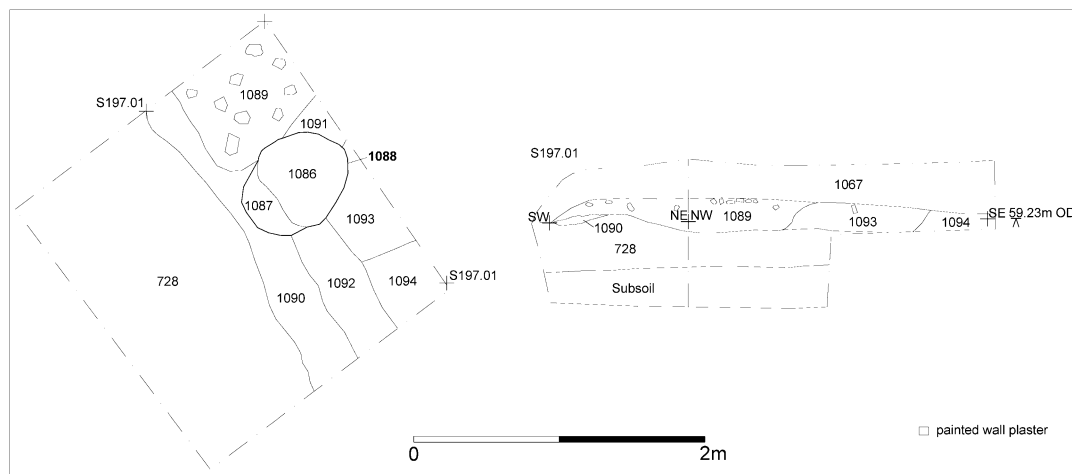 S197.01
1089
1091
1088
1086
1087
1093
728
1090
1092
1094
S197.01
S197.01
1067
SW
NE NW
1089
1093
1094
SE 59.23m OD
1090
728
Subsoil
painted wall plaster
0
2m